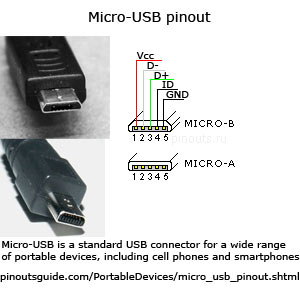 Micro-USB pinout
Vcc
D-
D+
ID
GND
MICRO-B
1 2 3 4 5
pinouts.ru
MICRO-A
1 2 3 4 5
Micro-USB is a standard USB connector for a wide range
of portable devices, including cell phones and smartphones
pinoutsguide.com/PortableDevices/micro_usb_pinout.shtml